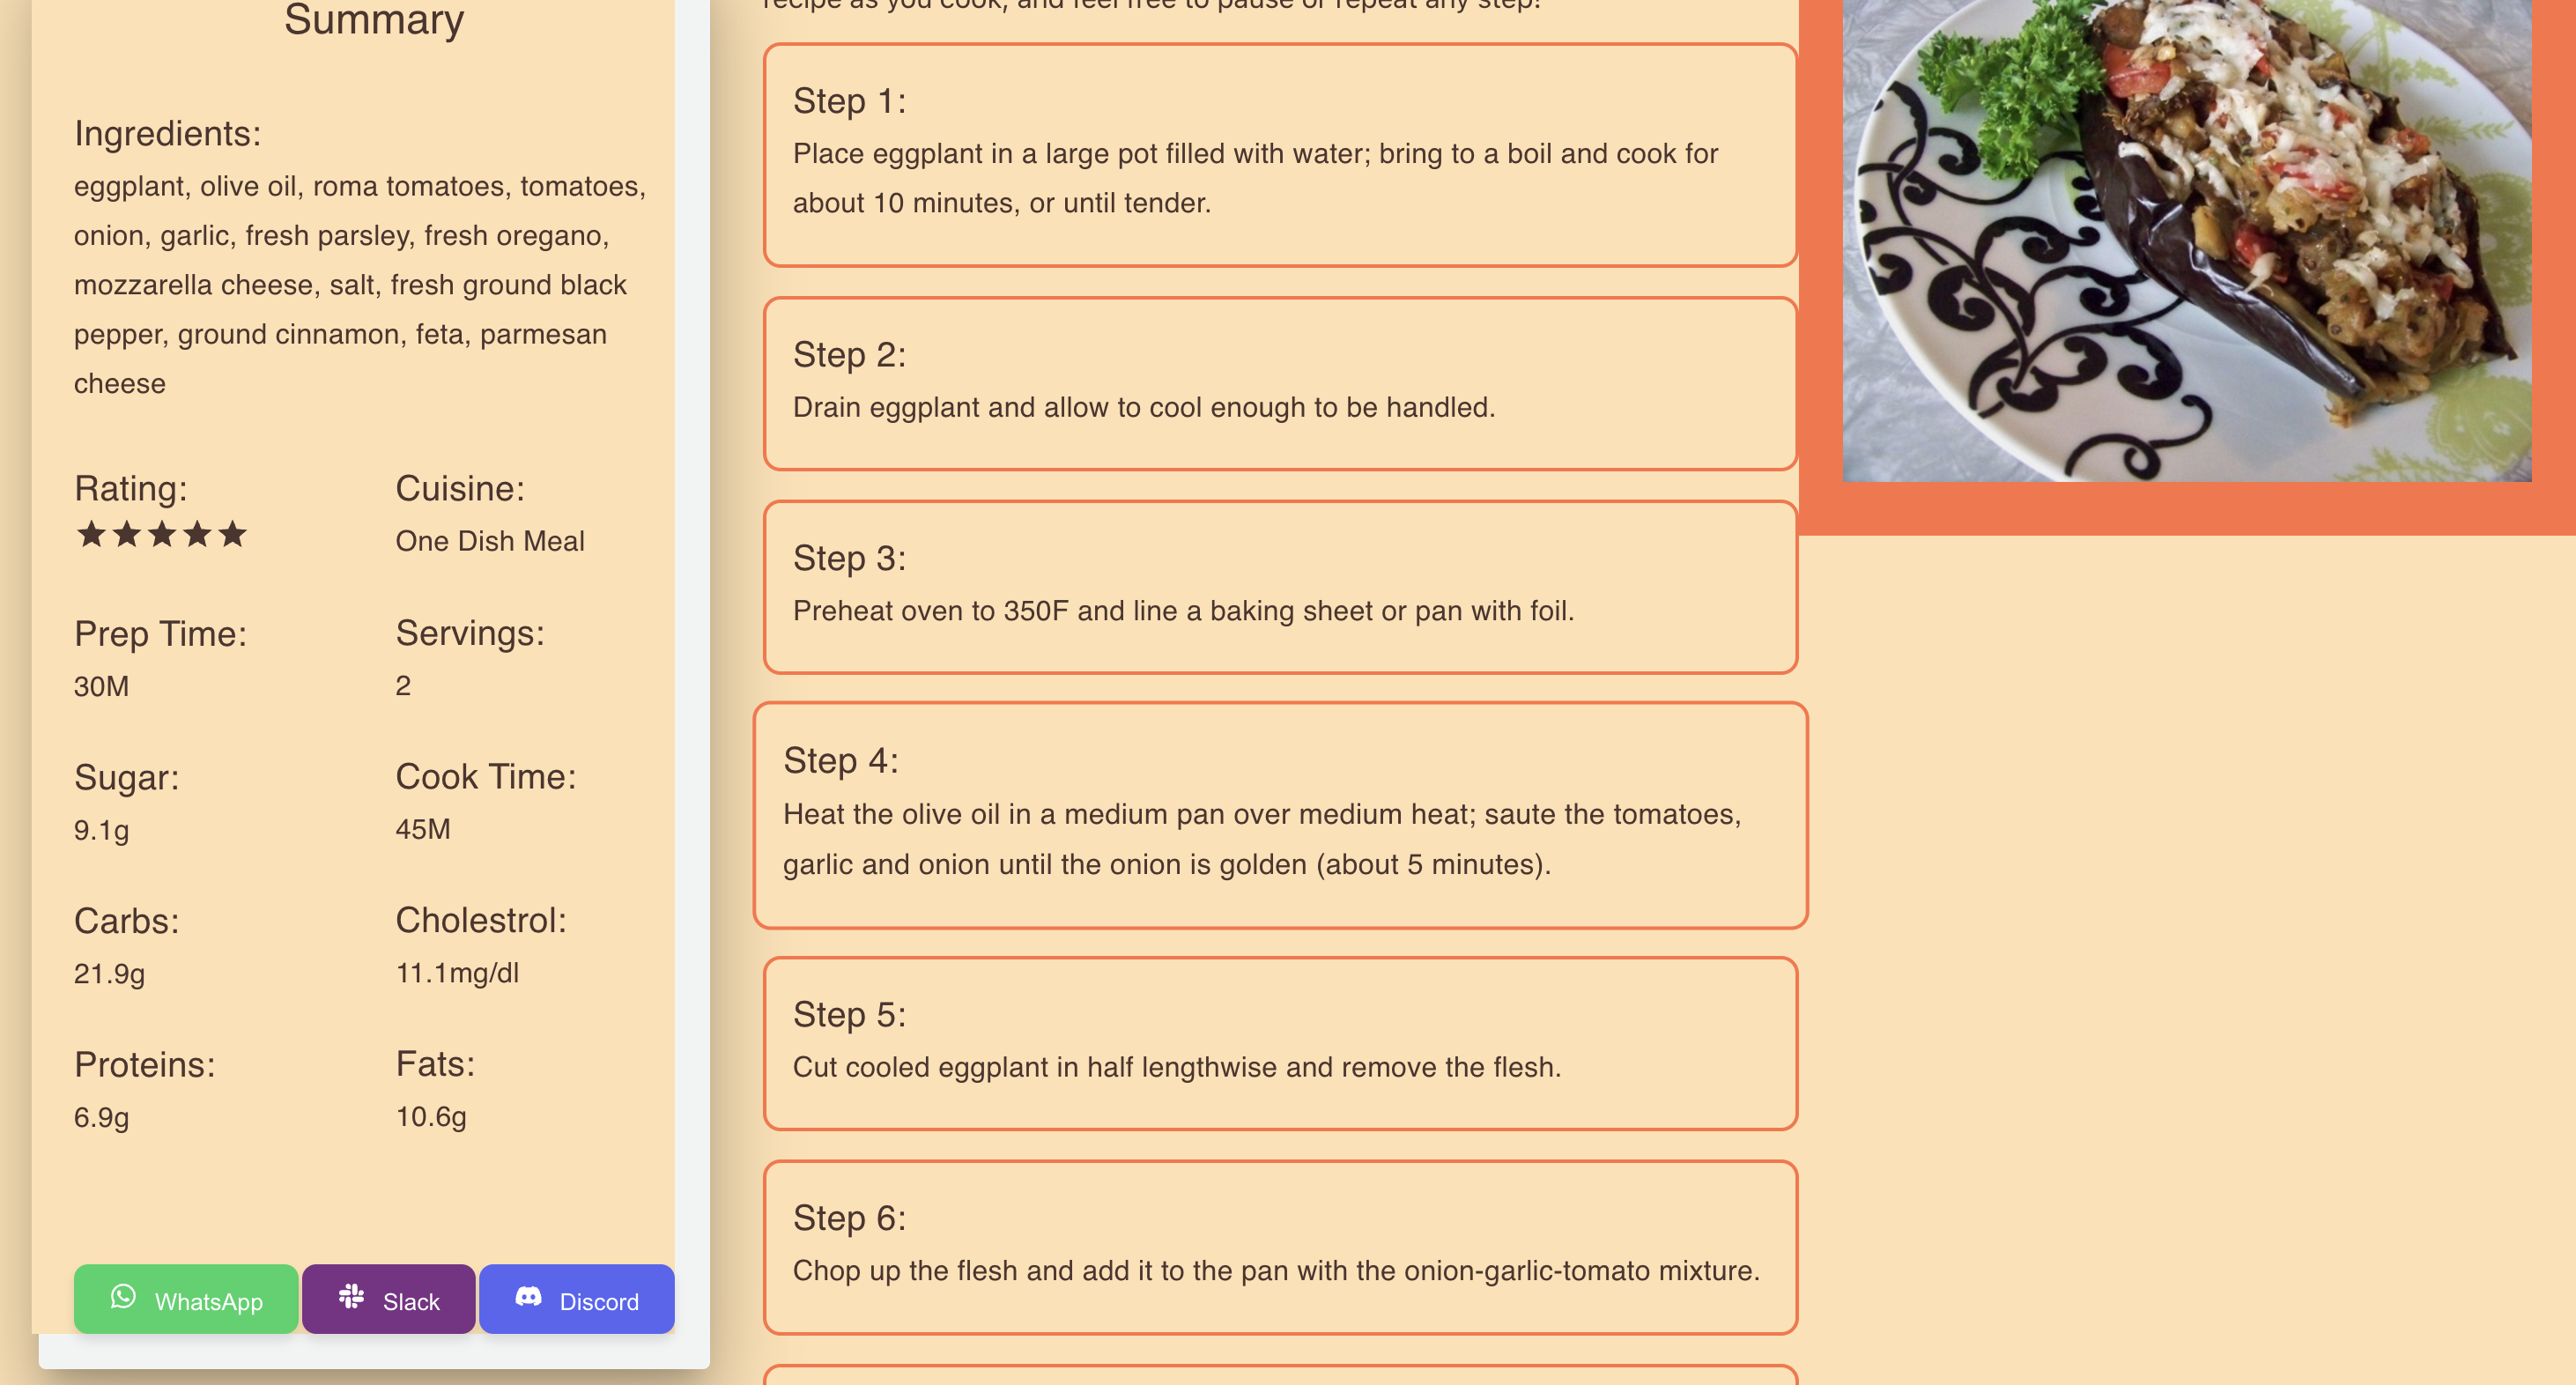 Summary
Ingredients:
eggplant, olive oil, roma tomatoes, tomatoes,
onion, garlic, fresh parsley, fresh oregano,
mozzarella cheese, salt, fresh ground black
pepper, ground cinnamon, feta, parmesan
cheese
Rating:
Cuisine:
One Dish Meal
Prep Time:
30M
Servings:
2
Sugar:
9.1g
Cook Time:
45M
Carbs:
21.9g
Cholestrol:
11.1mg/dl
Proteins:
6.9g
Fats:
10.6g
WhatsApp
Slack
Discord
recipe as you cook, and feel free to pause or repeat any step!
Step 1:
Place eggplant in a large pot filled with water; bring to a boil and cook for
about 10 minutes, or until tender.
Step 2:
Drain eggplant and allow to cool enough to be handled.
Step 3:
Preheat oven to 350F and line a baking sheet or pan with foil.
Step 4:
Heat the olive oil in a medium pan over medium heat; saute the tomatoes,
garlic and onion until the onion is golden (about 5 minutes).
Step 5:
Cut cooled eggplant in half lengthwise and remove the flesh.
Step 6:
Chop up the flesh and add it to the pan with the onion-garlic-tomato mixture.